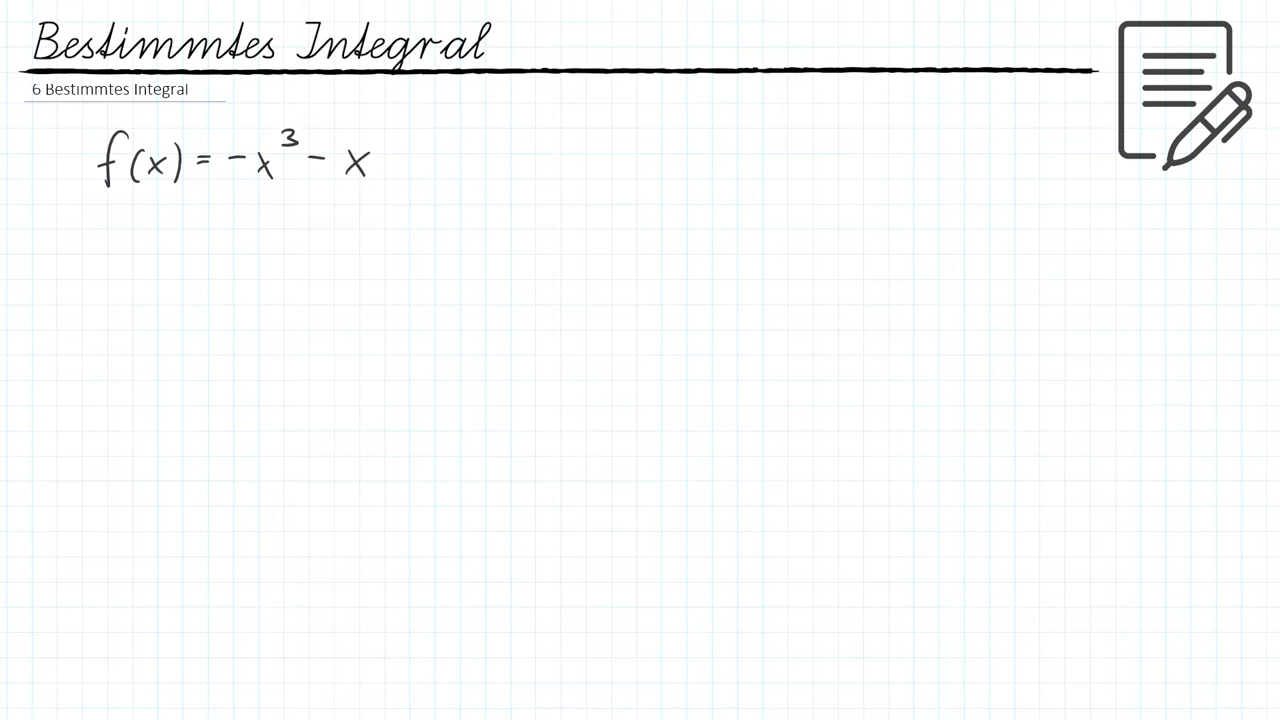 Bestimmtes Integral
6 Bestimmtes Integral
f(x) = -x³ - x